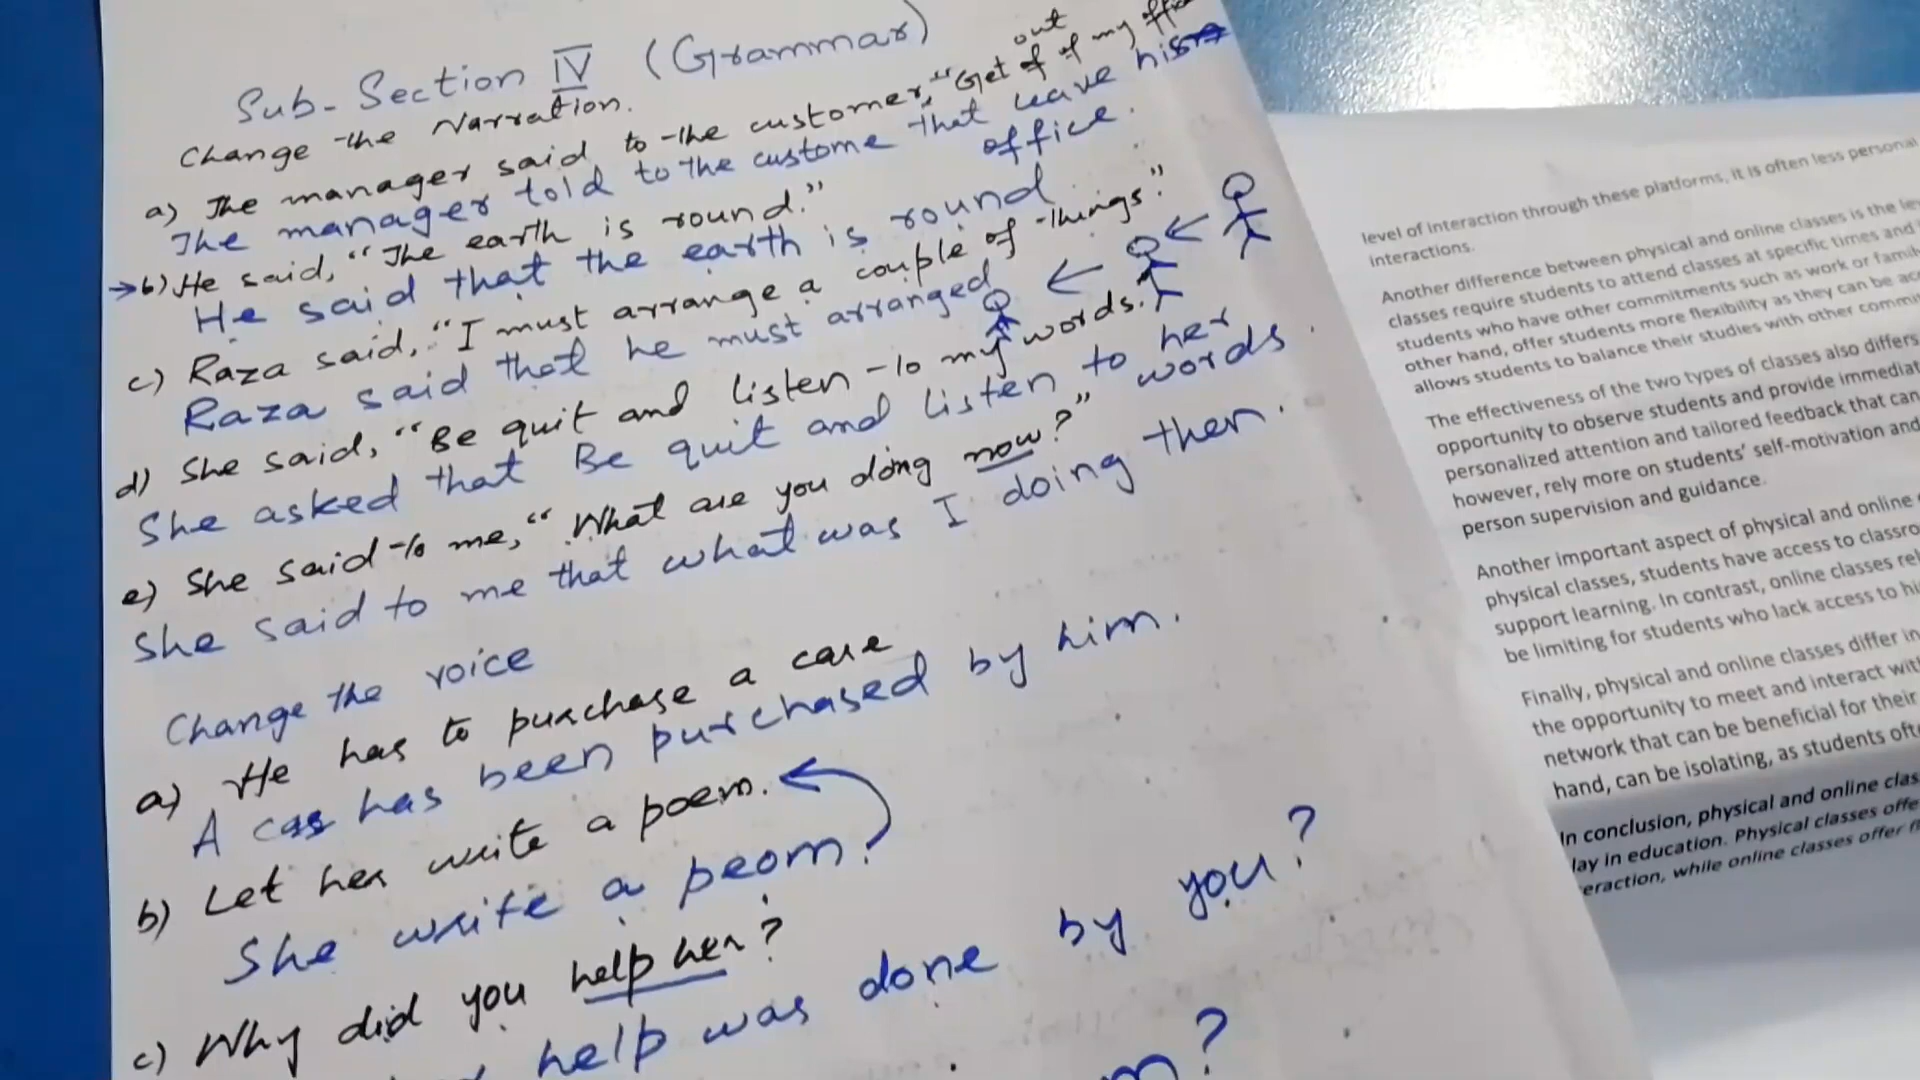 Sub-Section IV (Grammar)
Change the Narration.
a) The manager said to the customer, "Get out of my
The manager told to the custome that leave his
office.
→ b) He said, "The earth is round."
He said that the earth is round
c) Raza said, "I must arrange a couple of things."
Raza said that he must arranged
d) She said, "Be quit and listen to my words."
She asked that Be quit and listen to her
words.
e) She said to me, "What are you doing now?"
She said to me that what was I doing then.
Change the voice
a) He has to purchase a care
A car has been purchased by him.
b) Let her write a poem.
She write a peom?
c) Why did you help her?
help was done by you?
?
level of interaction through these platforms, it is often less personal
interactions.
Another difference between physical and online classes is the
classes require students to attend classes at specific times and
students who have other commitments such as work or
other hand, offer students more flexibility as they can be
allows students to balance their studies with other
The effectiveness of the two types of classes also differs
opportunity to observe students and provide
personalized attention and tailored feedback that can
however, rely more on students' self-motivation and
person supervision and guidance.
Another important aspect of physical and online
physical classes, students have access to
support learning. In contrast, online classes
be limiting for students who lack access to
Finally, physical and online classes differ in
the opportunity to meet and interact
network that can be beneficial for their
hand, can be isolating, as students
In conclusion, physical and online
in education. Physical classes
while online classes offer